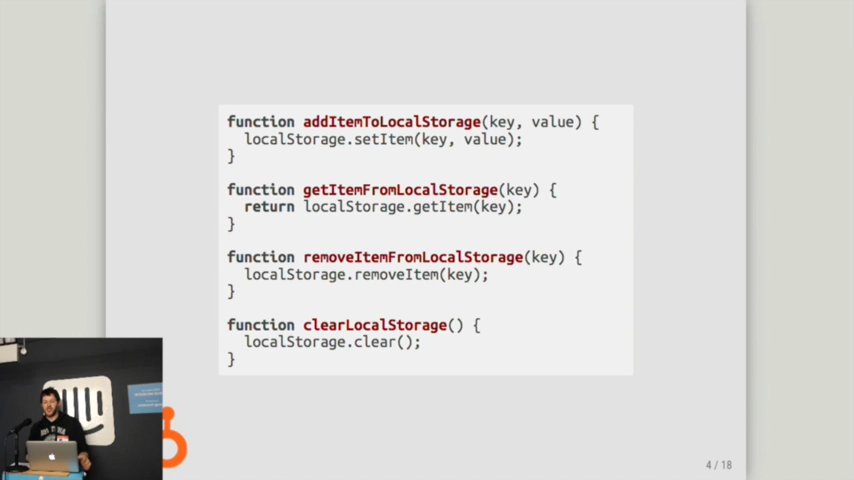 function addItemToLocalStorage(key, value) {
localStorage.setItem(key, value);
}
function getItemFromLocalStorage(key) {
return localStorage.getItem(key);
}
function removeItemFromLocalStorage(key) {
localStorage.removeItem(key);
}
function clearLocalStorage() {
localStorage.clear();
}
4 / 18